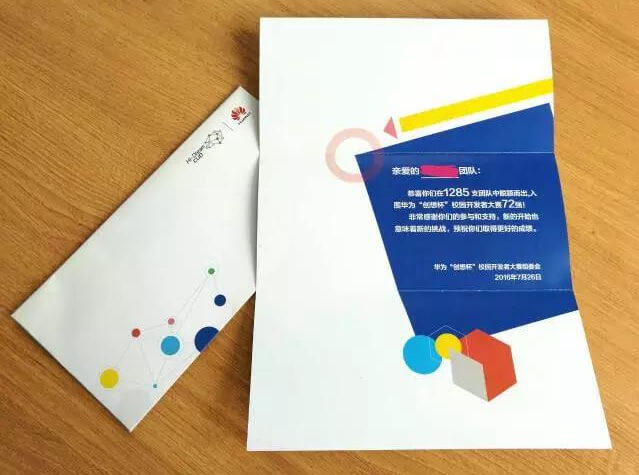 Hi-Dream
CUP
HUAWEI
亲爱的 团队：
恭喜你们在1285支团队中脱颖而出,入
围华为“创想杯”校园开发者大赛72强！
非常感谢你们的参与和支持，新的开始也
意味着新的挑战，预祝你们取得更好的成绩。
华为“创想杯”校园开发者大赛组委会
2016年7月26日